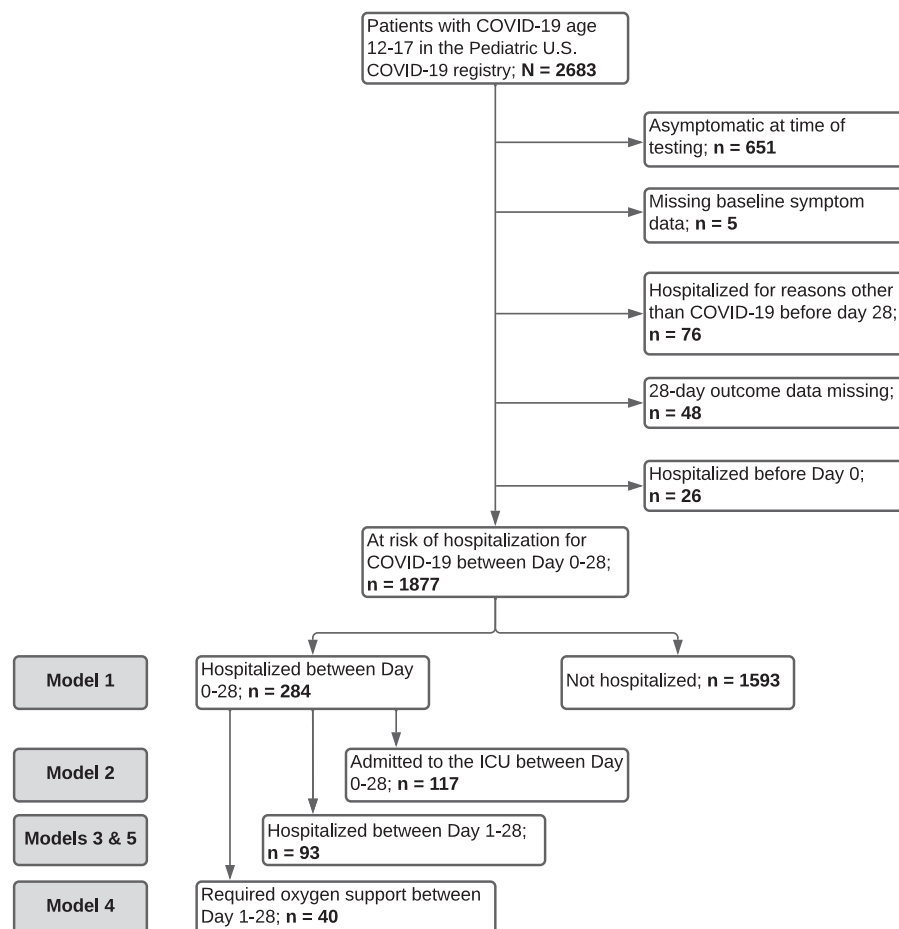 Patients with COVID-19 age
12-17 in the Pediatric U.S.
COVID-19 registry; N = 2683
Asymptomatic at time of
testing; n = 651
Missing baseline symptom
data; n = 5
Hospitalized for reasons other
than COVID-19 before day 28;
n = 76
28-day outcome data missing;
n = 48
Hospitalized before Day 0;
n = 26
At risk of hospitalization for
COVID-19 between Day 0-28;
n = 1877
Model 1
Hospitalized between Day
0-28; n = 284
Not hospitalized; n = 1593
Model 2
Admitted to the ICU between Day
0-28; n = 117
Models 3 & 5
Hospitalized between Day 1-28;
n = 93
Model 4
Required oxygen support between
Day 1-28; n = 40